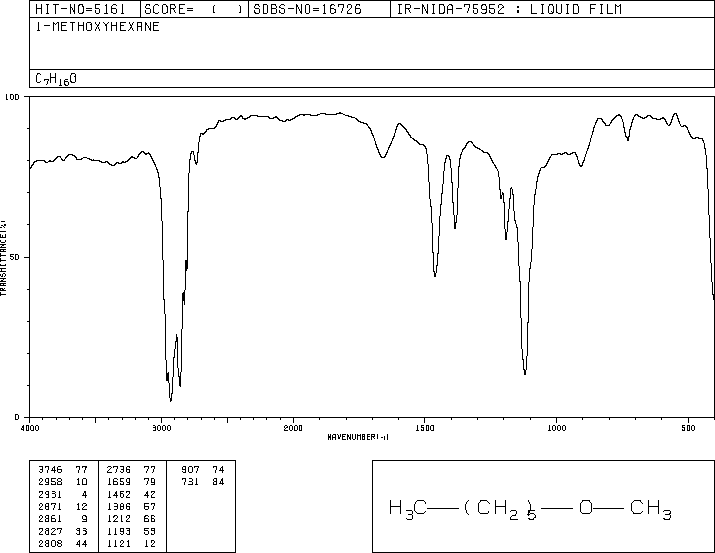 HIT-NO=5161 SCORE= ( ) SDBS-NO=16726 IR-NIDA-75952 : LIQUID FILM
1-METHOXYHEXANE
C7H16O
100
50
0
TRANSMITTANCE(%)
4000 3000 2000 1500 1000 500
WAVENUMBER(-1)
3746 77 2736 77 907 74
2958 10 1659 79 731 84
2931 4 1462 42
2871 12 1386 57
2861 9 1212 66
2827 33 1193 53
2808 44 1121 12
H3C—(CH2)5—O—CH3